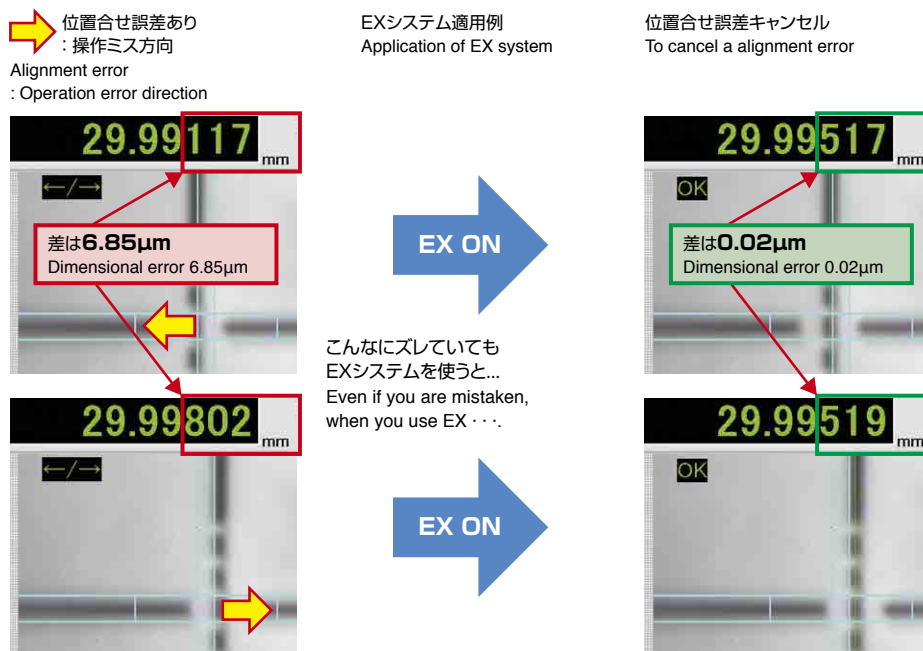 位置合せ誤差あり
：操作ミス方向
Alignment error
: Operation error direction
EXシステム適用例
Application of EX system
位置合せ誤差キャンセル
To cancel a alignment error
29.99117 mm
←/→
差は6.85μm
Dimensional error 6.85μm
EX ON
29.99517 mm
OK
差は0.02μm
Dimensional error 0.02μm
こんなにズレていても
EXシステムを使うと...
Even if you are mistaken,
when you use EX ･･･.
29.99802 mm
←/→
EX ON
29.99519 mm
OK